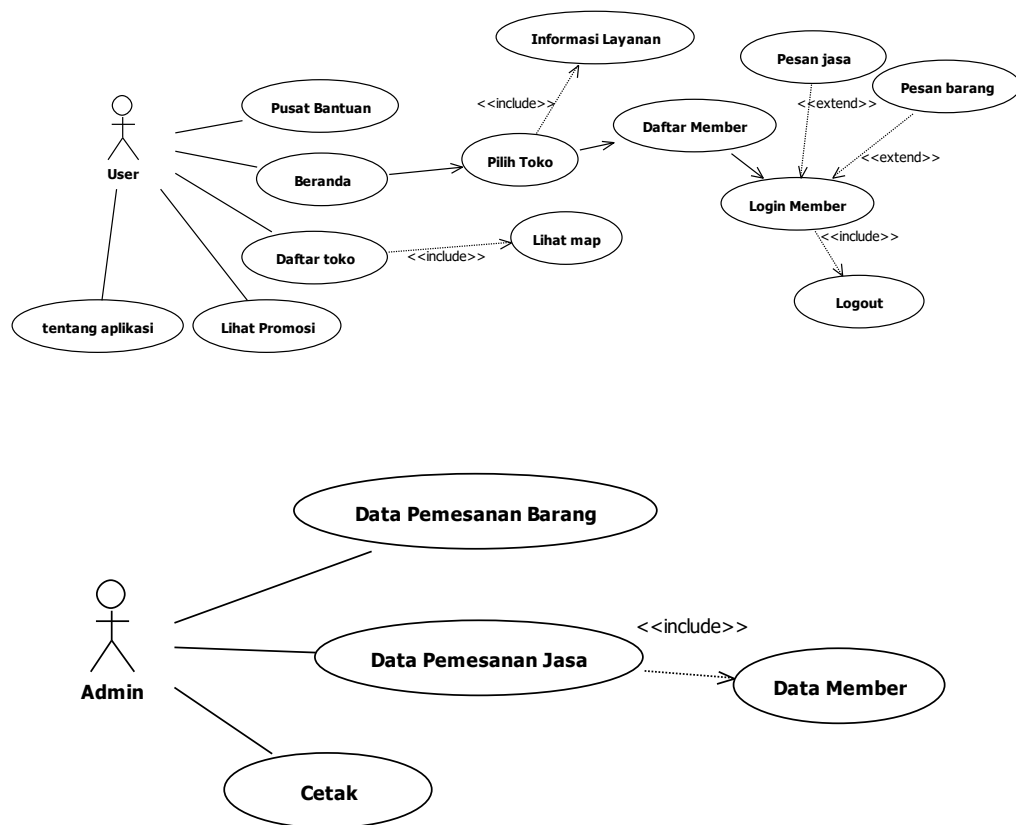 Informasi Layanan
Pesan jasa
Pesan barang
Pusat Bantuan
<<include>>
<<extend>>
Daftar Member
User
Beranda
Pilih Toko
<<extend>>
Login Member
Daftar toko
<<include>>
Lihat map
<<include>>
Logout
tentang aplikasi
Lihat Promosi
Data Pemesanan Barang
<<include>>
Data Pemesanan Jasa
Admin
Data Member
Cetak